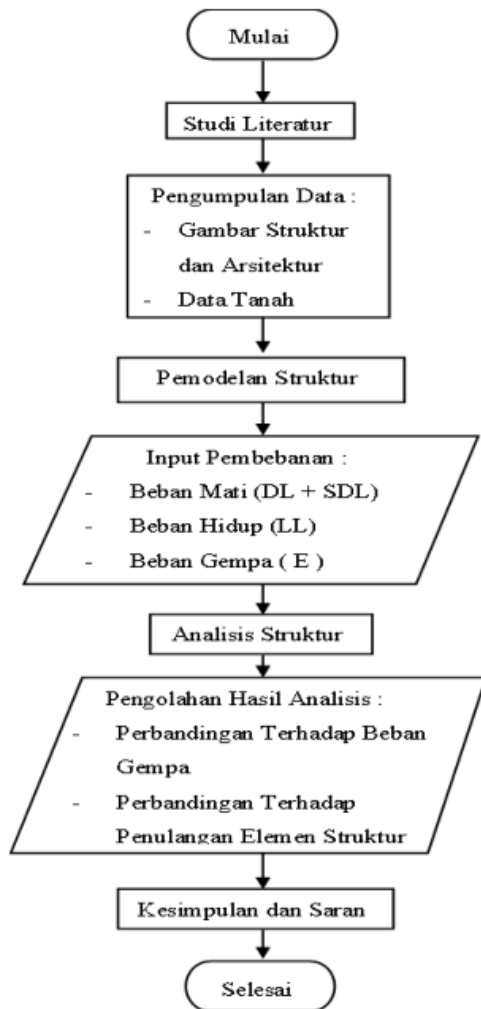 Mulai
Studi Literatur
Pengumpulan Data :
- Gambar Struktur
dan Arsitektur
- Data Tanah
Pemodelan Struktur
Input Pembebanan :
- Beban Mati (DL + SDL)
- Beban Hidup (LL)
- Beban Gempa ( E )
Analisis Struktur
Pengolahan Hasil Analisis :
- Perbandingan Terhadap Beban
Gempa
- Perbandingan Terhadap
Penulangan Elemen Struktur
Kesimpulan dan Saran
Selesai